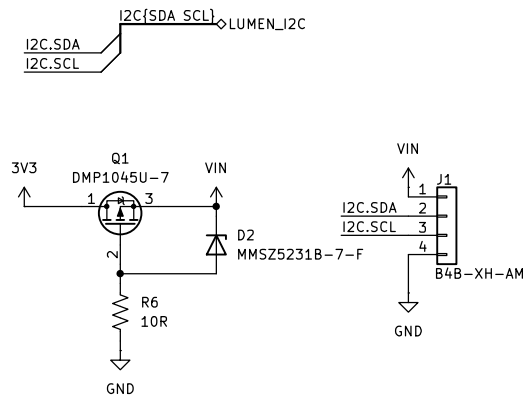 I2C{SDA SCL}
LUMEN_I2C
I2C.SDA
I2C.SCL
3V3
Q1
DMP1045U-7
VIN
1
3
2
D2
MMSZ5231B-7-F
R6
10R
GND
VIN
J1
1
I2C.SDA
2
I2C.SCL
3
4
B4B-XH-AM
GND